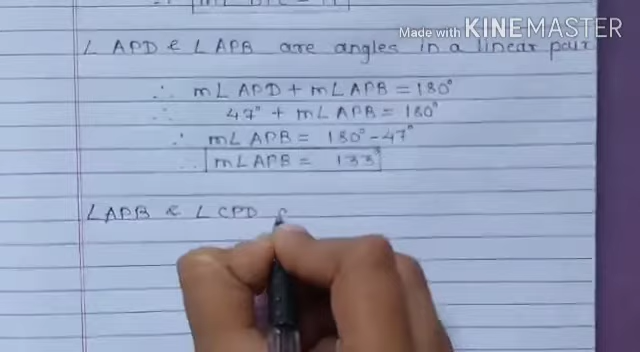 Made with KINEMASTER
∠ APD & ∠ APB are angles in a linear pair
∴ m∠ APD + m∠ APB = 180°
∴ 47° + m∠ APB = 180°
∴ m∠ APB = 180° - 47°
∴ m∠ APB = 133°
∠ APB & ∠ CPD